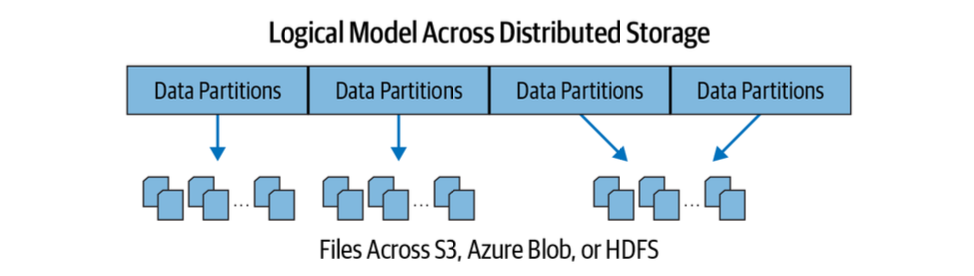 Logical Model Across Distributed Storage
Data Partitions Data Partitions Data Partitions Data Partitions
... ... ...
Files Across S3, Azure Blob, or HDFS